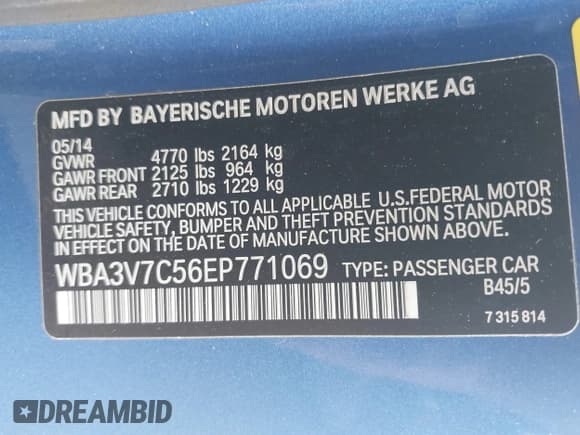 MFD BY BAYERISCHE MOTOREN WERKE AG
05/14
GVWR 4770 lbs 2164 kg
GAWR FRONT 2125 lbs 964 kg
GAWR REAR 2710 lbs 1229 kg
THIS VEHICLE CONFORMS TO ALL APPLICABLE U.S.FEDERAL MOTOR
VEHICLE SAFETY, BUMPER AND THEFT PREVENTION STANDARDS
IN EFFECT ON THE DATE OF MANUFACTURE SHOWN ABOVE.
WBA3V7C56EP771069 TYPE: PASSENGER CAR
B45/5
7 315 814
DREAMBID